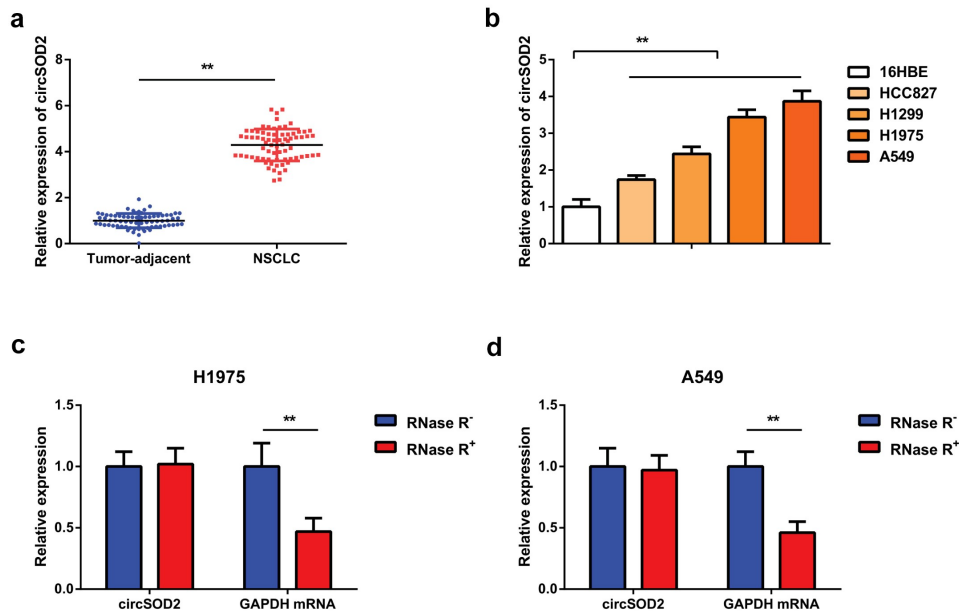 a
Relative expression of circSOD2
8
6
4
2
0
**
Tumor-adjacent
NSCLC
b
Relative expression of circSOD2
5
4
3
2
1
0
**
16HBE
HCC827
H1299
H1975
A549
c
H1975
Relative expression
1.5
1.0
0.5
0.0
**
circSOD2
GAPDH mRNA
RNase R-
RNase R+
d
A549
Relative expression
1.5
1.0
0.5
0.0
**
circSOD2
GAPDH mRNA
RNase R-
RNase R+